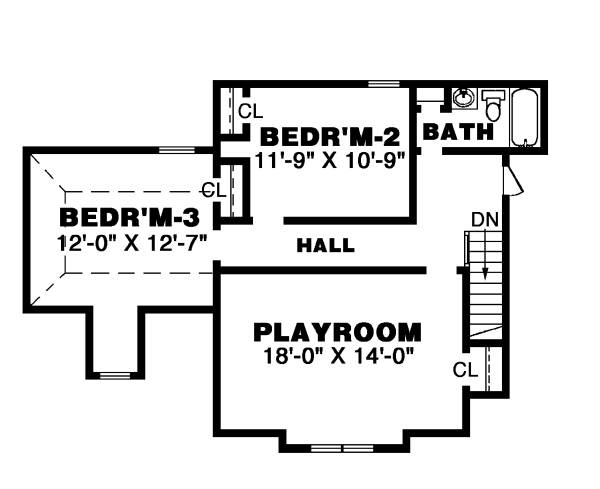 CL
BEDR'M-2
11'-9" X 10'-9"
BATH
CL
BEDR'M-3
12'-0" X 12'-7"
DN
HALL
PLAYROOM
18'-0" X 14'-0"
CL